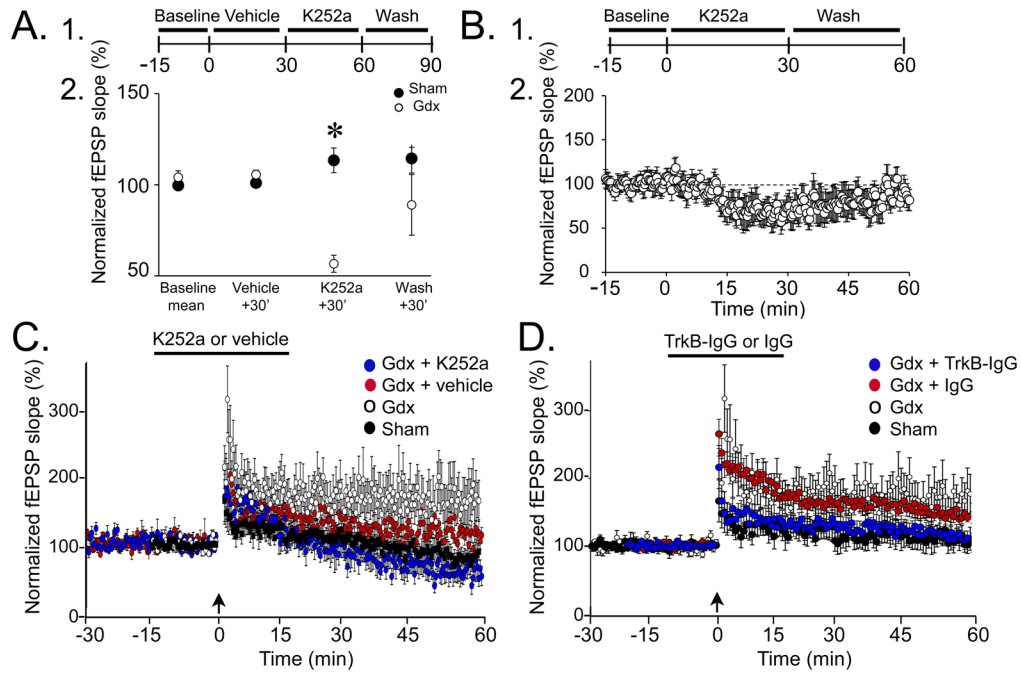 A. 1. Baseline Vehicle K252a Wash
-15 0 30 60 90
2. Normalized fEPSP slope (%)
150
100
50
Sham
Gdx
*
Baseline mean
Vehicle +30'
K252a +30'
Wash +30'
B. 1. Baseline K252a Wash
-15 0 30 60
2. Normalized fEPSP slope (%)
200
150
100
50
0
-15 0 15 30 45 60
Time (min)
C. K252a or vehicle
Gdx + K252a
Gdx + vehicle
Gdx
Sham
Normalized fEPSP slope (%)
300
200
100
0
-30 -15 0 15 30 45 60
Time (min)
D. TrkB-IgG or IgG
Gdx + TrkB-IgG
Gdx + IgG
Gdx
Sham
Normalized fEPSP slope (%)
300
200
100
0
-30 -15 0 15 30 45 60
Time (min)